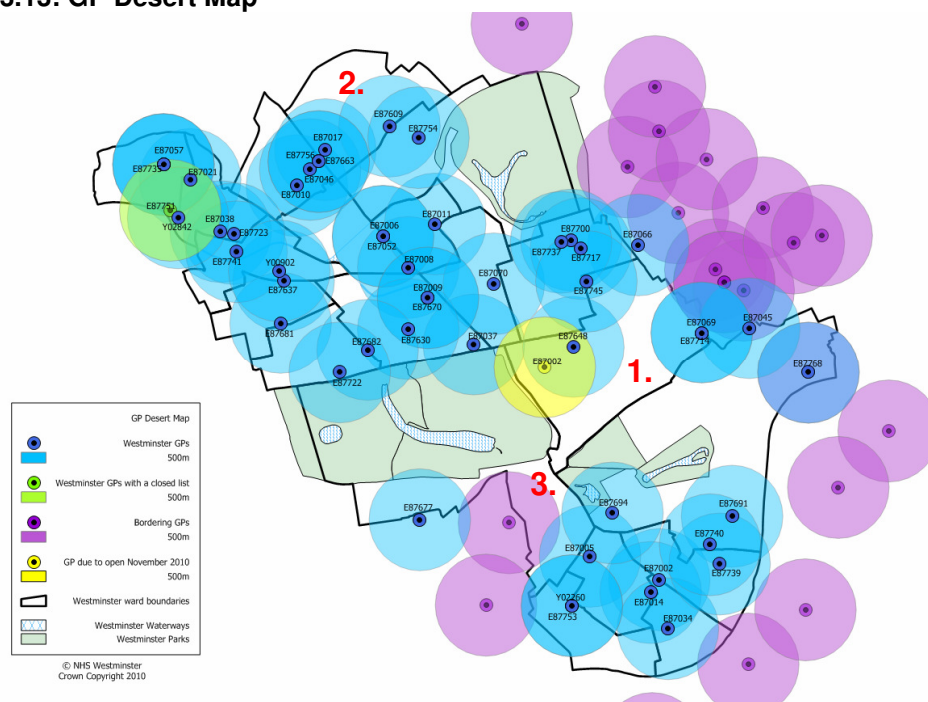 3.15: GP Desert Map
2.
E87609
E87754
E87017
E87756
E87663
E87046
E87010
E87057
E87735
E87021
E87751
Y02842
E87038
E87723
E87741
Y00902
E87637
E87006
E87052
E87011
E87008
E87009
E87670
E87070
E87700
E87737
E87717
E87066
E87745
E87681
E87682
E87630
E87037
E87722
E87648
E87002
1.
E87069
E87714
E87045
E87768
3.
E87677
E87694
E87691
E87740
E87739
E87005
E87002
E87014
E87034
Y02260
E87753
GP Desert Map
Westminster GPs
500m
Westminster GPs with a closed list
500m
Bordering GPs
500m
GP due to open November 2010
500m
Westminster ward boundaries
Westminster Waterways
Westminster Parks
© NHS Westminster
Crown Copyright 2010